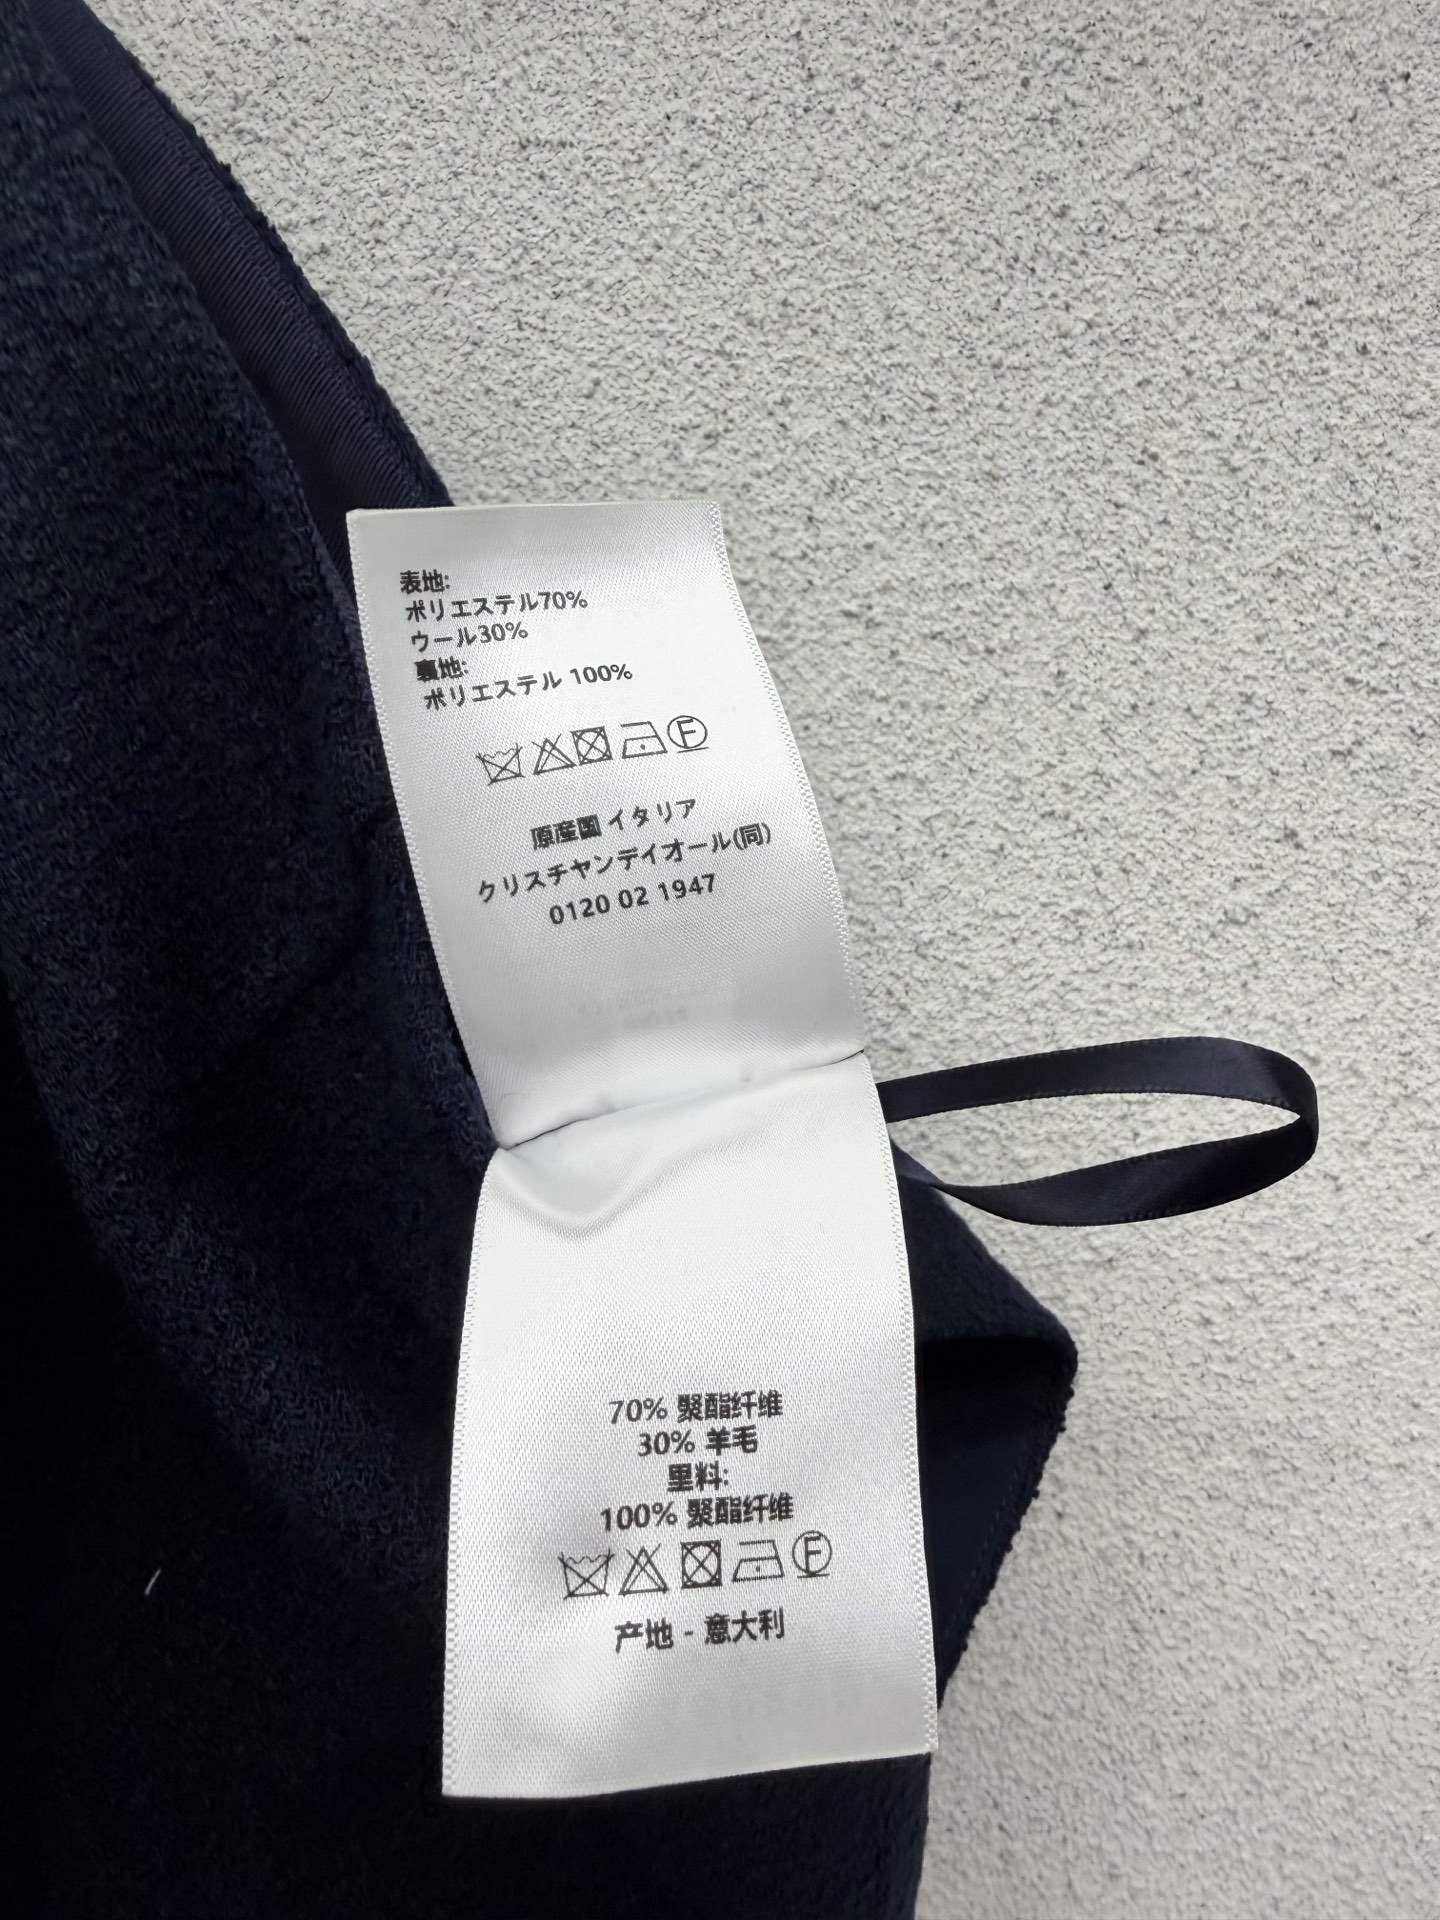 表地:
ポリエステル70%
ウール30%
裏地:
ポリエステル 100%
F
原産国 イタリア
クリスチャンディオール(同)
0120 02 1947
70% 聚酯纤维
30% 羊毛
里料:
100% 聚酯纤维
F
产地 - 意大利